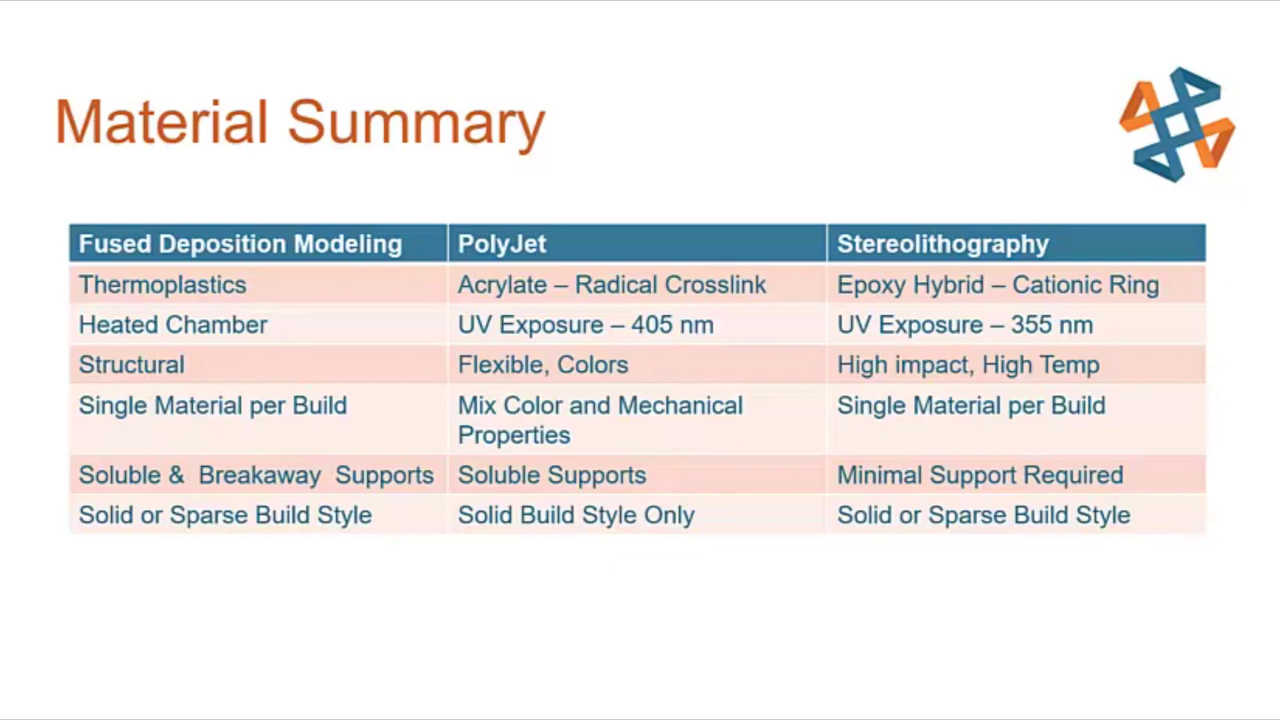 Material Summary
Fused Deposition Modeling PolyJet Stereolithography
Thermoplastics Acrylate – Radical Crosslink Epoxy Hybrid – Cationic Ring
Heated Chamber UV Exposure – 405 nm UV Exposure – 355 nm
Structural Flexible, Colors High impact, High Temp
Single Material per Build Mix Color and Mechanical Single Material per Build
Properties
Soluble & Breakaway Supports Soluble Supports Minimal Support Required
Solid or Sparse Build Style Solid Build Style Only Solid or Sparse Build Style